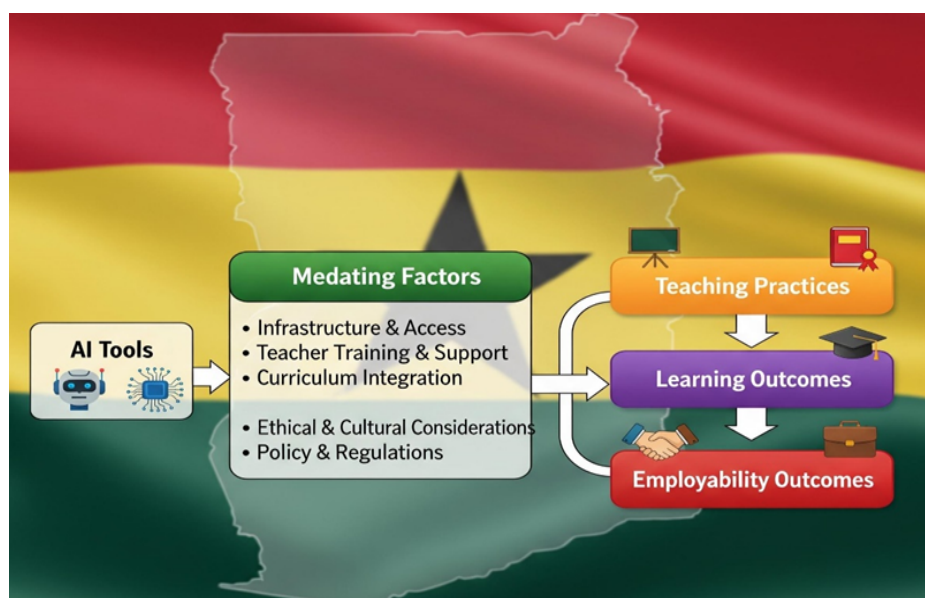 AI Tools
Medating Factors
• Infrastructure & Access
• Teacher Training & Support
• Curriculum Integration
• Ethical & Cultural Considerations
• Policy & Regulations
Teaching Practices
Learning Outcomes
Employability Outcomes